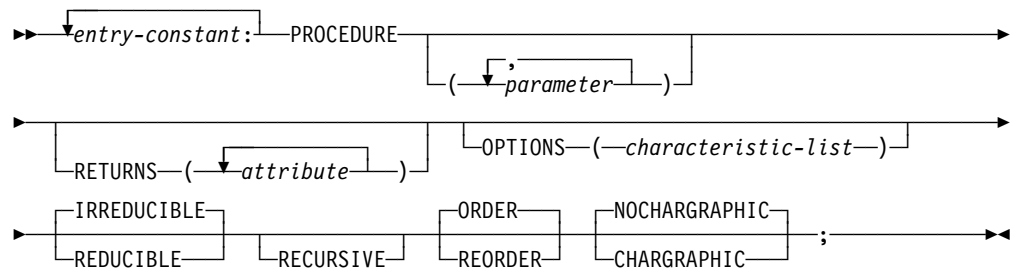 entry-constant: PROCEDURE
,
( parameter )
RETURNS ( attribute ) OPTIONS ( characteristic-list )
IRREDUCIBLE ORDER NOCHARGRAPHIC
;
REDUCIBLE RECURSIVE REORDER CHARGRAPHIC